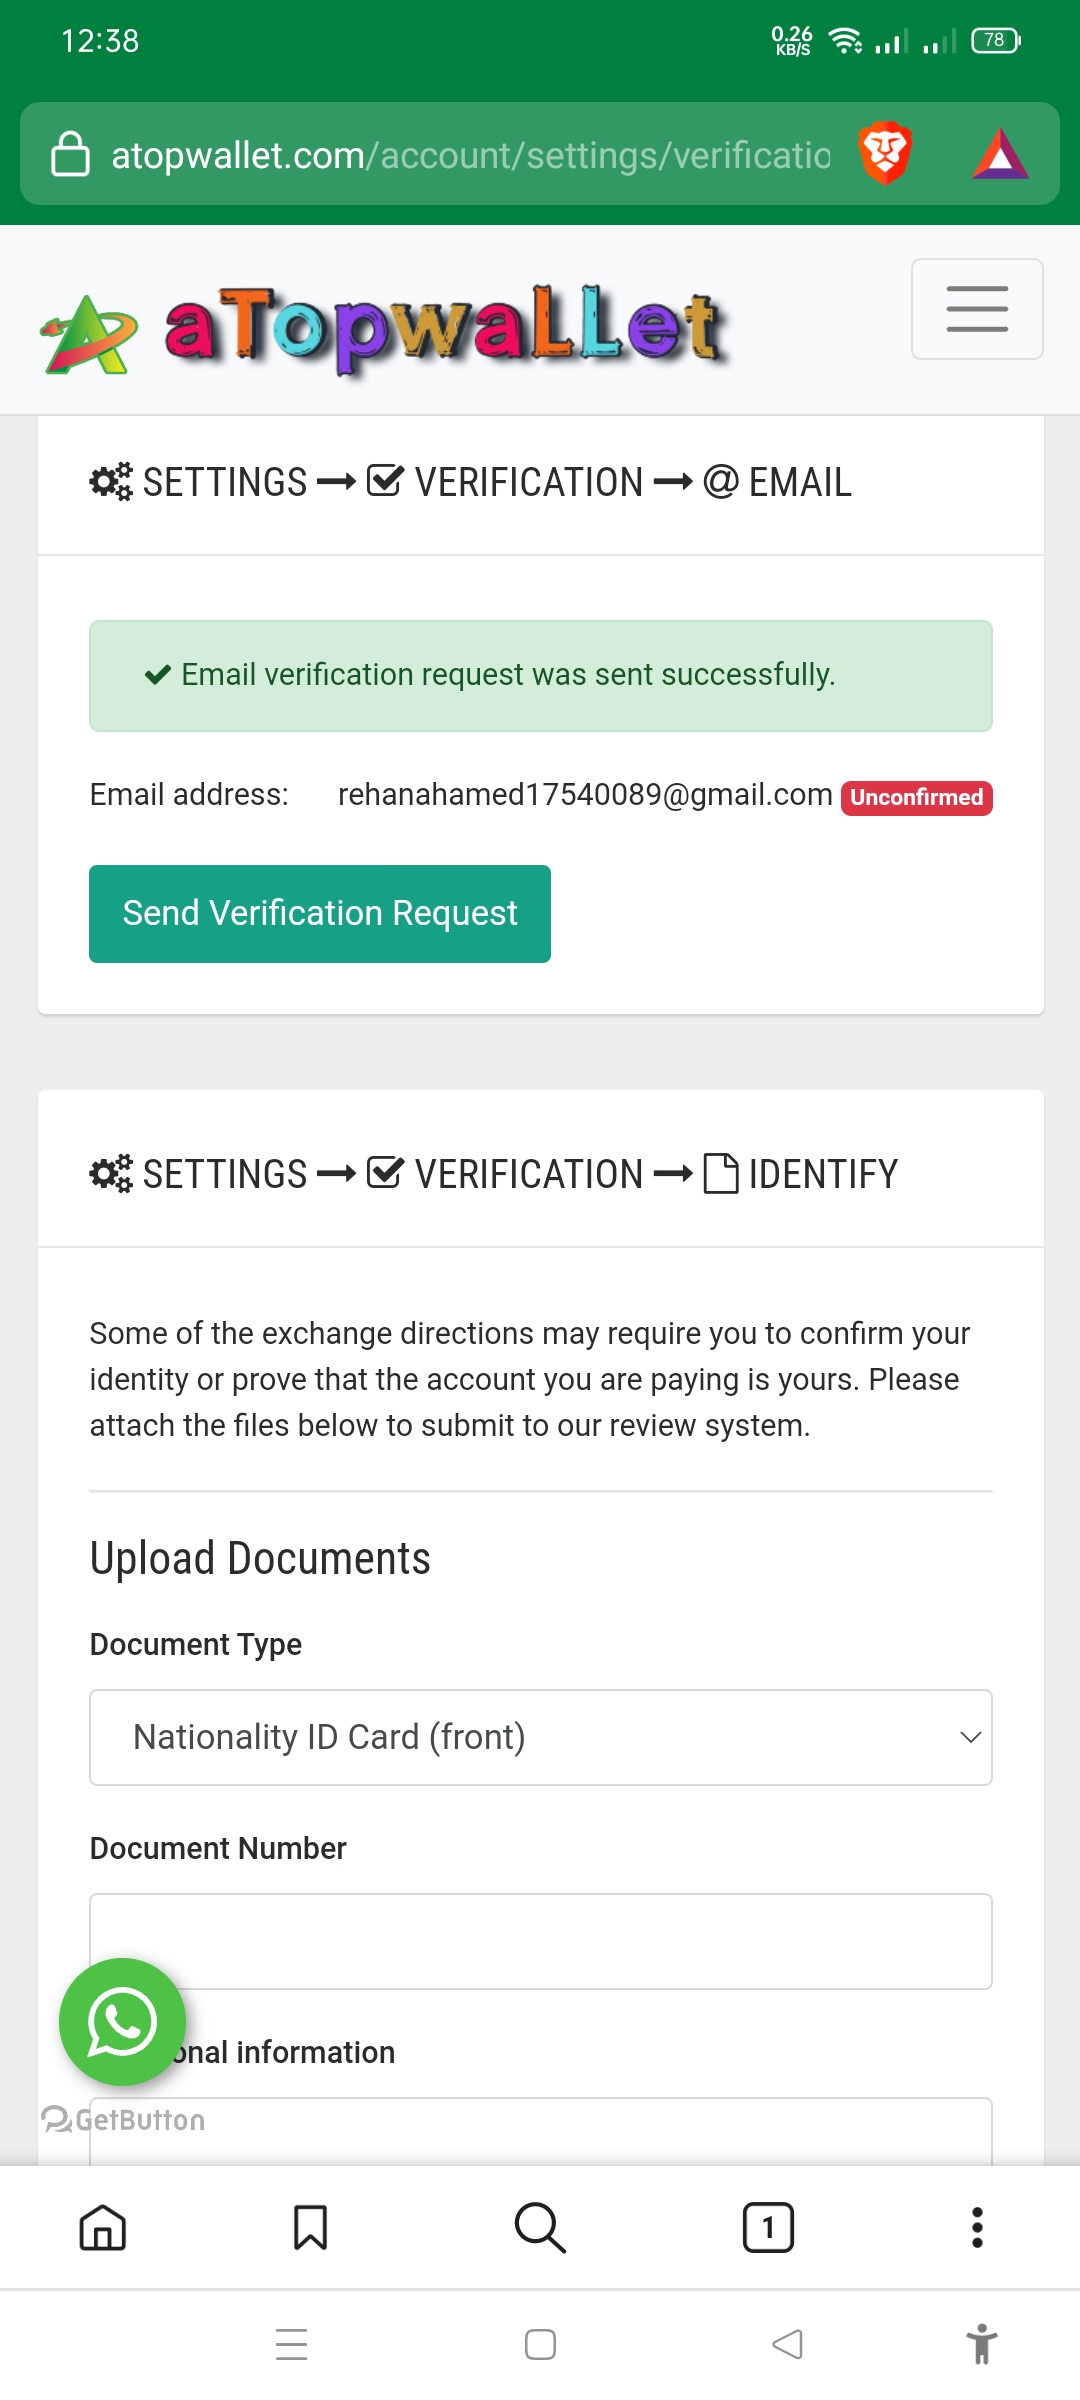 12:38
0.26
KB/S
78
atopwallet.com/account/settings/verificatio
aTopwaLLet
SETTINGS VERIFICATION @ EMAIL
Email verification request was sent successfully.
Email address: rehanahamed17540089@gmail.com Unconfirmed
Send Verification Request
SETTINGS VERIFICATION IDENTIFY
Some of the exchange directions may require you to confirm your
identity or prove that the account you are paying is yours. Please
attach the files below to submit to our review system.
Upload Documents
Document Type
Nationality ID Card (front)
Document Number
onal information
GetButton
1